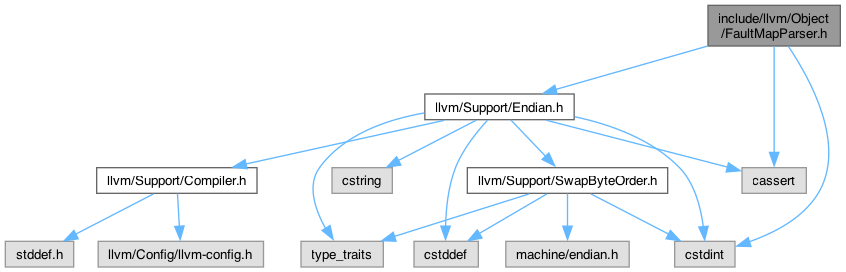 include/llvm/Object
/FaultMapParser.h
llvm/Support/Endian.h
llvm/Support/Compiler.h
cstring
llvm/Support/SwapByteOrder.h
cassert
stddef.h
llvm/Config/llvm-config.h
type_traits
cstddef
machine/endian.h
cstdint